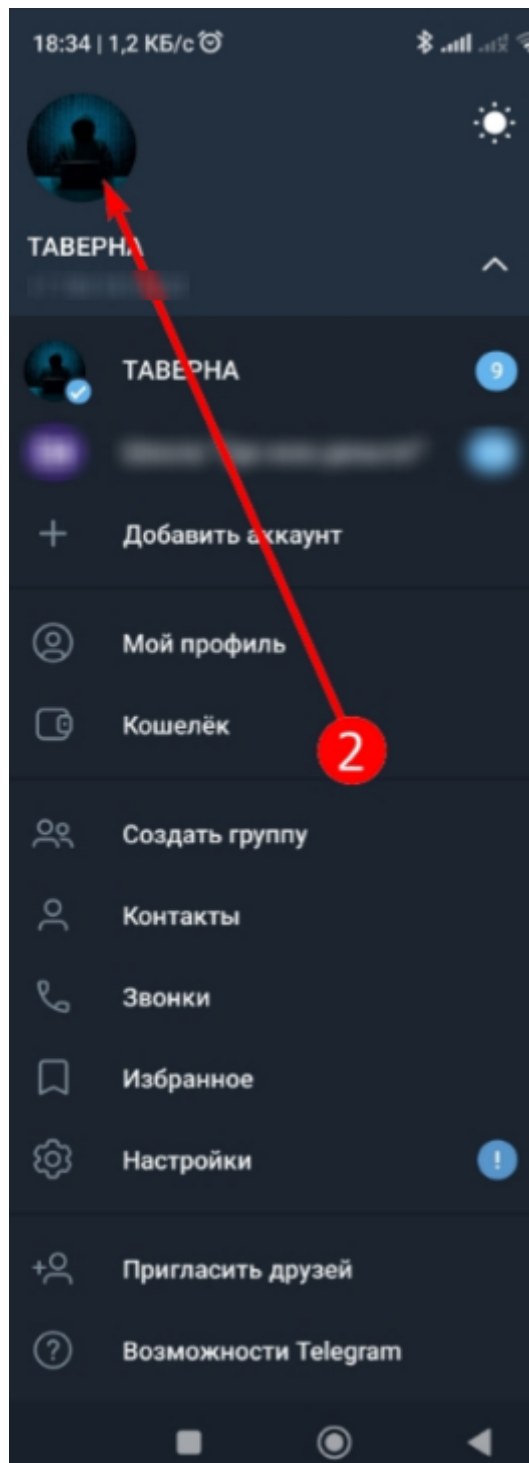 18:34 | 1,2 КБ/с
ТАВЕРНА
ТАВЕРНА
9
Добавить аккаунт
Мой профиль
Кошелёк
2
Создать группу
Контакты
Звонки
Избранное
Настройки
!
Пригласить друзей
?
Возможности Telegram